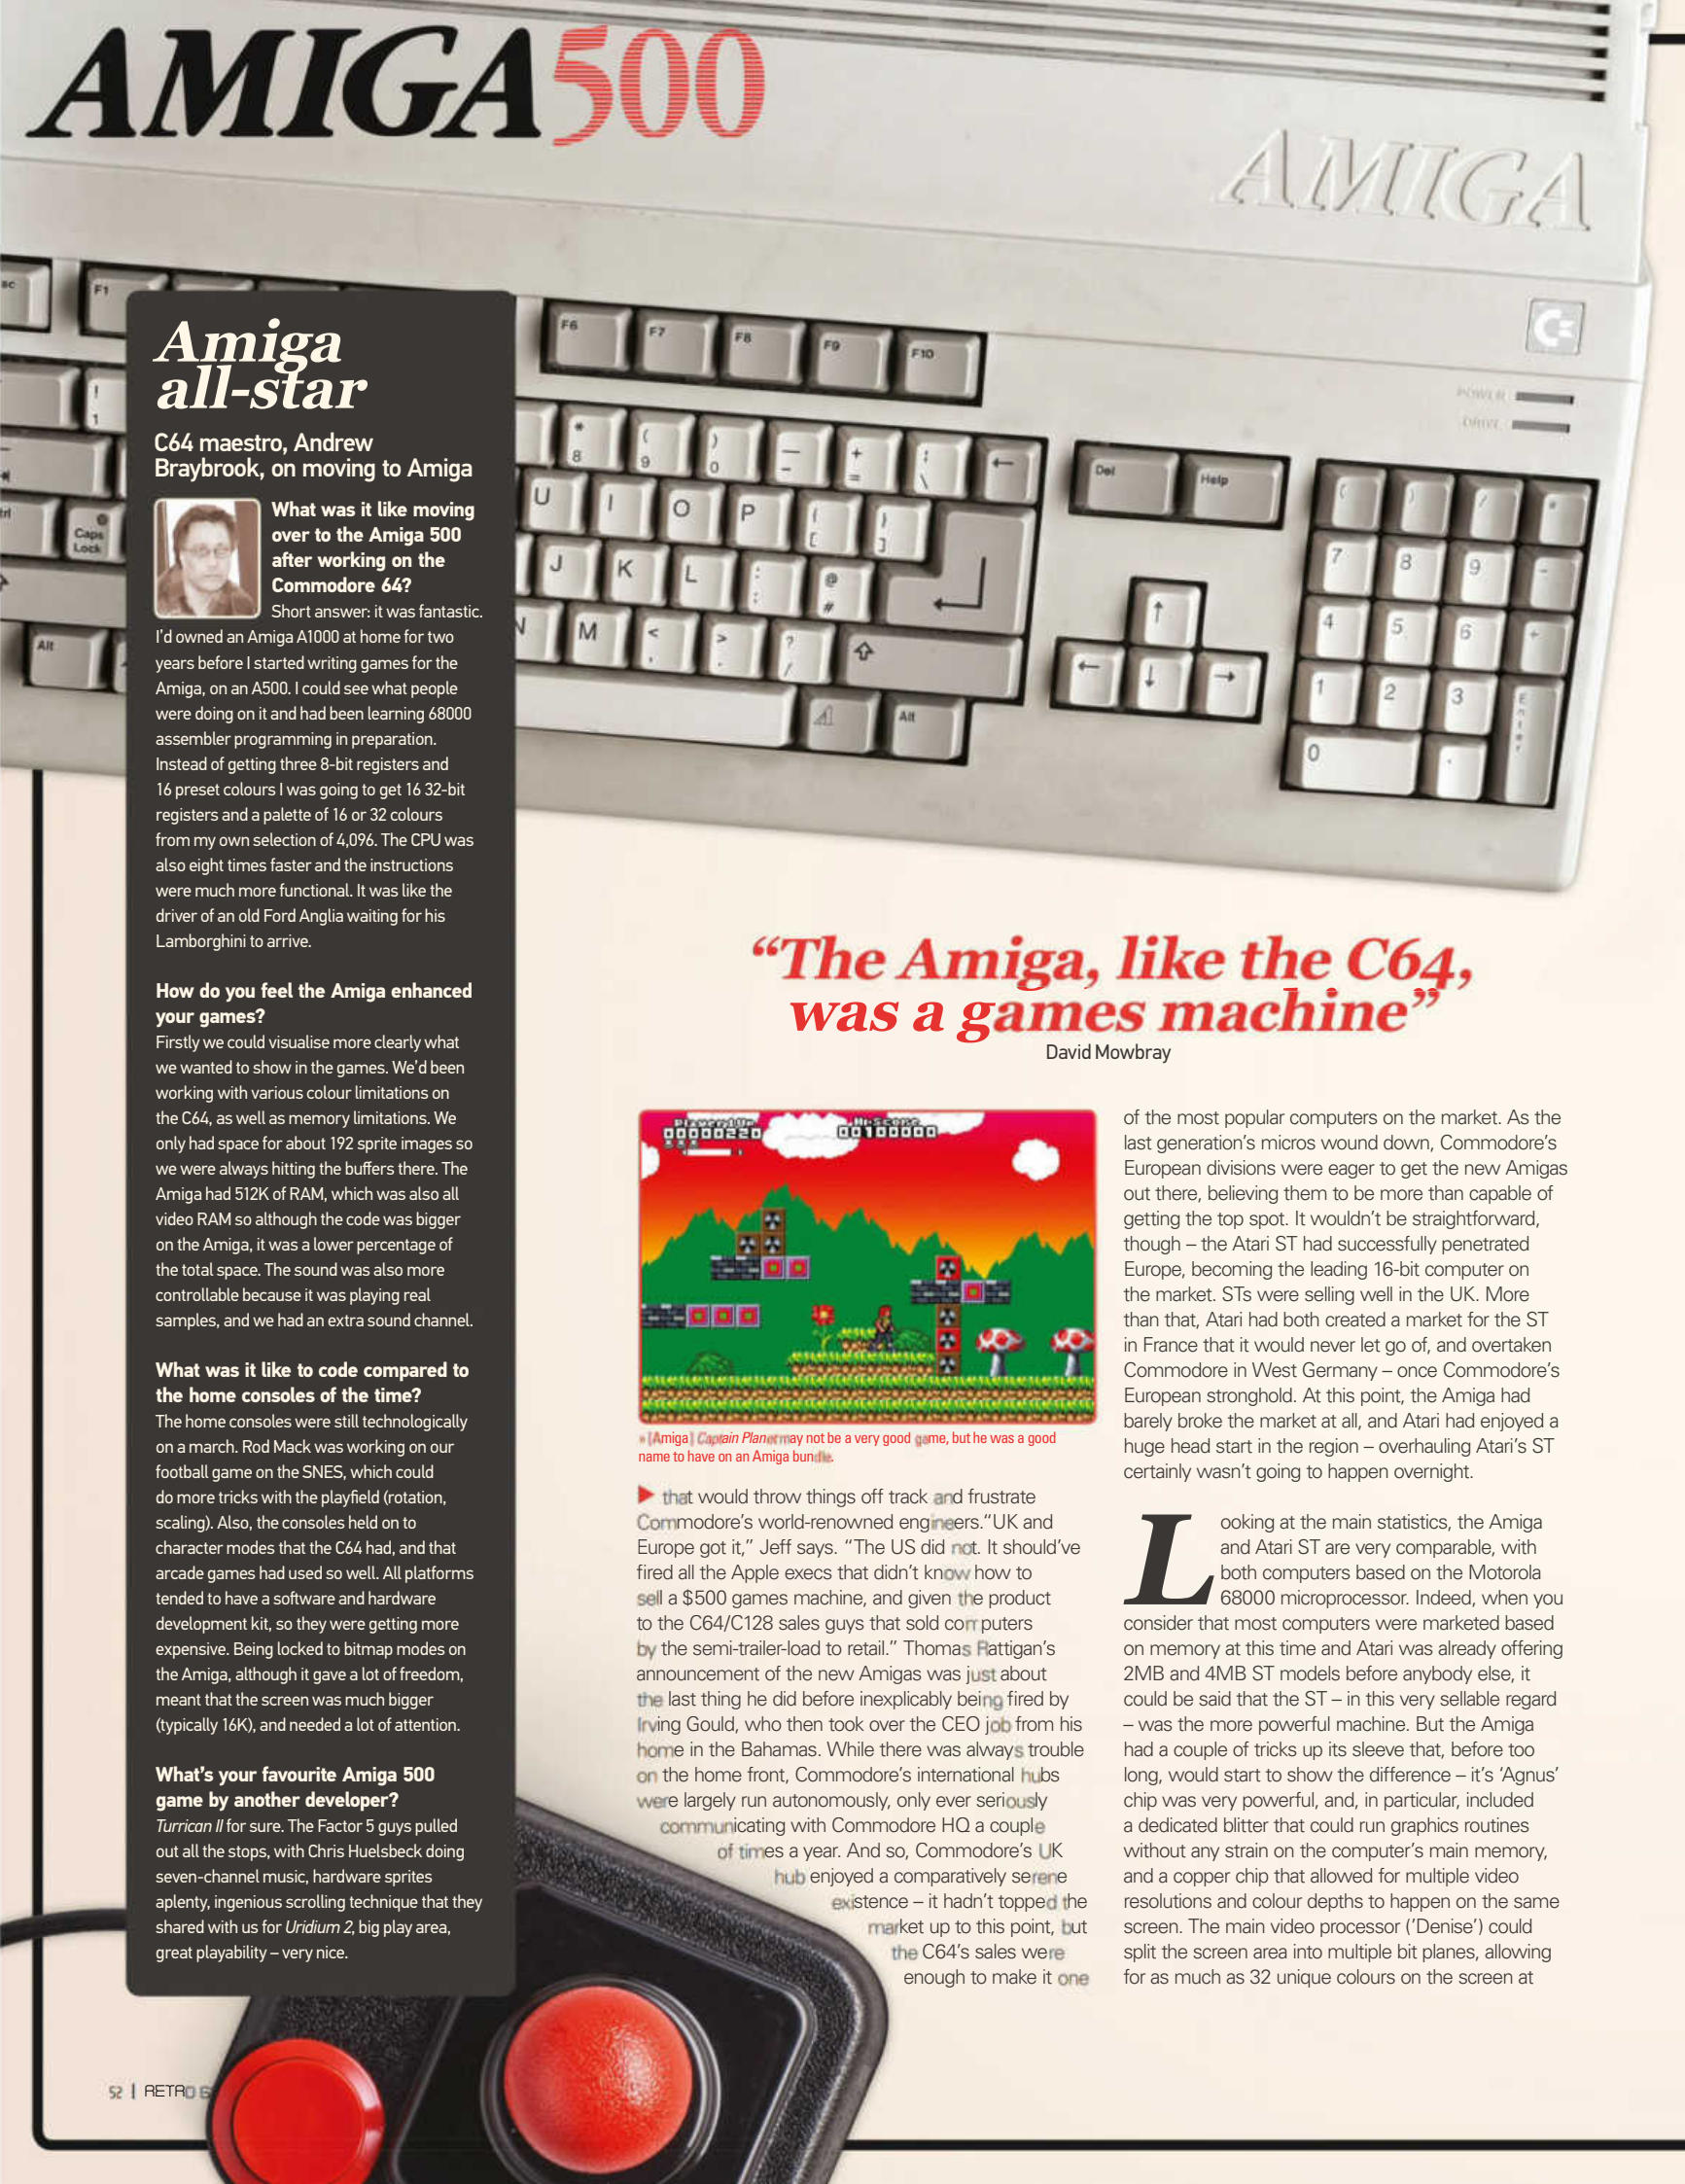 AMIGA500
AMIGA
POWER
DRIVE
F1
F6
F7
F8
F9
F10
Del
Help
Caps
Lock
Alt
U
I
O
P
J
K
L
M
Alt
7
8
9
4
5
6
1
2
3
0
Enter
Amiga
all-star
C64 maestro, Andrew
Braybrook, on moving to Amiga
What was it like moving
over to the Amiga 500
after working on the
Commodore 64?
Short answer: it was fantastic.
I'd owned an Amiga A1000 at home for two
years before I started writing games for the
Amiga, on an A500. I could see what people
were doing on it and had been learning 68000
assembler programming in preparation.
Instead of getting three 8-bit registers and
16 preset colours I was going to get 16 32-bit
registers and a palette of 16 or 32 colours
from my own selection of 4,096. The CPU was
also eight times faster and the instructions
were much more functional. It was like the
driver of an old Ford Anglia waiting for his
Lamborghini to arrive.
How do you feel the Amiga enhanced
your games?
Firstly we could visualise more clearly what
we wanted to show in the games. We'd been
working with various colour limitations on
the C64, as well as memory limitations. We
only had space for about 192 sprite images so
we were always hitting the buffers there. The
Amiga had 512K of RAM, which was also all
video RAM so although the code was bigger
on the Amiga, it was a lower percentage of
the total space. The sound was also more
controllable because it was playing real
samples, and we had an extra sound channel.
What was it like to code compared to
the home consoles of the time?
The home consoles were still technologically
on a march. Rod Mack was working on our
football game on the SNES, which could
do more tricks with the playfield (rotation,
scaling). Also, the consoles held on to
character modes that the C64 had, and that
arcade games had used so well. All platforms
tended to have a software and hardware
development kit, so they were getting more
expensive. Being locked to bitmap modes on
the Amiga, although it gave a lot of freedom,
meant that the screen was much bigger
(typically 16K), and needed a lot of attention.
What's your favourite Amiga 500
game by another developer?
Turrican II for sure. The Factor 5 guys pulled
out all the stops, with Chris Huelsbeck doing
seven-channel music, hardware sprites
aplenty, ingenious scrolling technique that they
shared with us for Uridium 2, big play area,
great playability – very nice.
“The Amiga, like the C64,
was a games machine”
David Mowbray
00000220
Hi-Score
00100000
» [Amiga] Captain Planet may not be a very good game, but he was a good
name to have on an Amiga bundle.
that would throw things off track and frustrate
Commodore's world-renowned engineers.“UK and
Europe got it,” Jeff says. “The US did not. It should've
fired all the Apple execs that didn't know how to
sell a $500 games machine, and given the product
to the C64/C128 sales guys that sold computers
by the semi-trailer-load to retail.” Thomas Rattigan's
announcement of the new Amigas was just about
the last thing he did before inexplicably being fired by
Irving Gould, who then took over the CEO job from his
home in the Bahamas. While there was always trouble
on the home front, Commodore's international hubs
were largely run autonomously, only ever seriously
communicating with Commodore HQ a couple
of times a year. And so, Commodore's UK
hub enjoyed a comparatively serene
existence – it hadn't topped the
market up to this point, but
the C64's sales were
enough to make it one
of the most popular computers on the market. As the
last generation's micros wound down, Commodore's
European divisions were eager to get the new Amigas
out there, believing them to be more than capable of
getting the top spot. It wouldn't be straightforward,
though – the Atari ST had successfully penetrated
Europe, becoming the leading 16-bit computer on
the market. STs were selling well in the UK. More
than that, Atari had both created a market for the ST
in France that it would never let go of, and overtaken
Commodore in West Germany – once Commodore's
European stronghold. At this point, the Amiga had
barely broke the market at all, and Atari had enjoyed a
huge head start in the region – overhauling Atari's ST
certainly wasn't going to happen overnight.
Looking at the main statistics, the Amiga
and Atari ST are very comparable, with
both computers based on the Motorola
68000 microprocessor. Indeed, when you
consider that most computers were marketed based
on memory at this time and Atari was already offering
2MB and 4MB ST models before anybody else, it
could be said that the ST – in this very sellable regard
– was the more powerful machine. But the Amiga
had a couple of tricks up its sleeve that, before too
long, would start to show the difference – it's ‘Agnus’
chip was very powerful, and, in particular, included
a dedicated blitter that could run graphics routines
without any strain on the computer's main memory,
and a copper chip that allowed for multiple video
resolutions and colour depths to happen on the same
screen. The main video processor (‘Denise’) could
split the screen area into multiple bit planes, allowing
for as much as 32 unique colours on the screen at
52 | RETRO